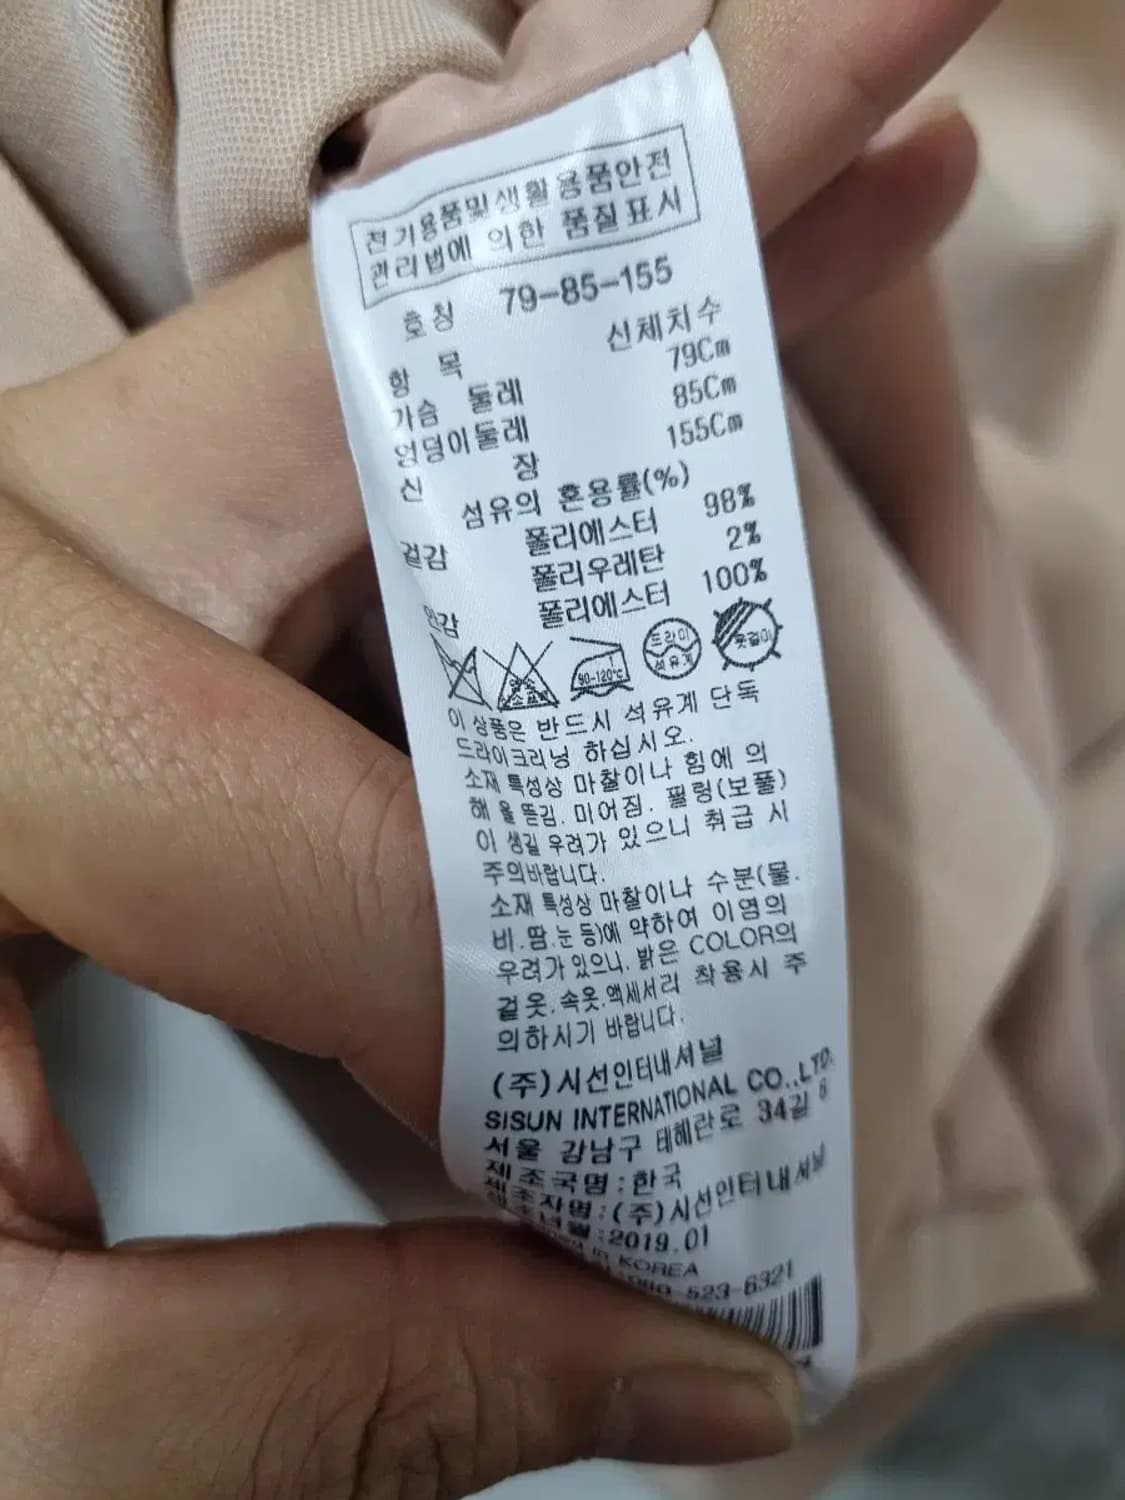 전기용품및생활용품안전
관리법에 의한 품질표시
호칭 79-85-155
항 목 신체치수
가슴 둘레 79Cm
엉덩이둘레 85Cm
신 장 155Cm
섬유의 혼용률(%)
겉감 폴리에스터 98%
폴리우레탄 2%
안감 폴리에스터 100%
염소표백
90-120℃
드라이
석유계
옷걸이
이 상품은 반드시 석유계 단독
드라이크리닝 하십시오.
소재 특성상 마찰이나 힘에 의
해 올 뜯김. 미어짐. 필링(보풀)
이 생길 우려가 있으니 취급 시
주의바랍니다.
소재 특성상 마찰이나 수분(물.
비.땀.눈 등)에 약하여 이염의
우려가 있으니. 밝은 COLOR의
겉옷.속옷.액세서리 착용시 주
의하시기 바랍니다.
(주)시선인터내셔널
SISUN INTERNATIONAL CO.,LTD.
서울 강남구 테헤란로 34길 6
제조국명:한국
제조자명:(주)시선인터내셔널
제조년월:2019.01
in KOREA
:080-523-6321